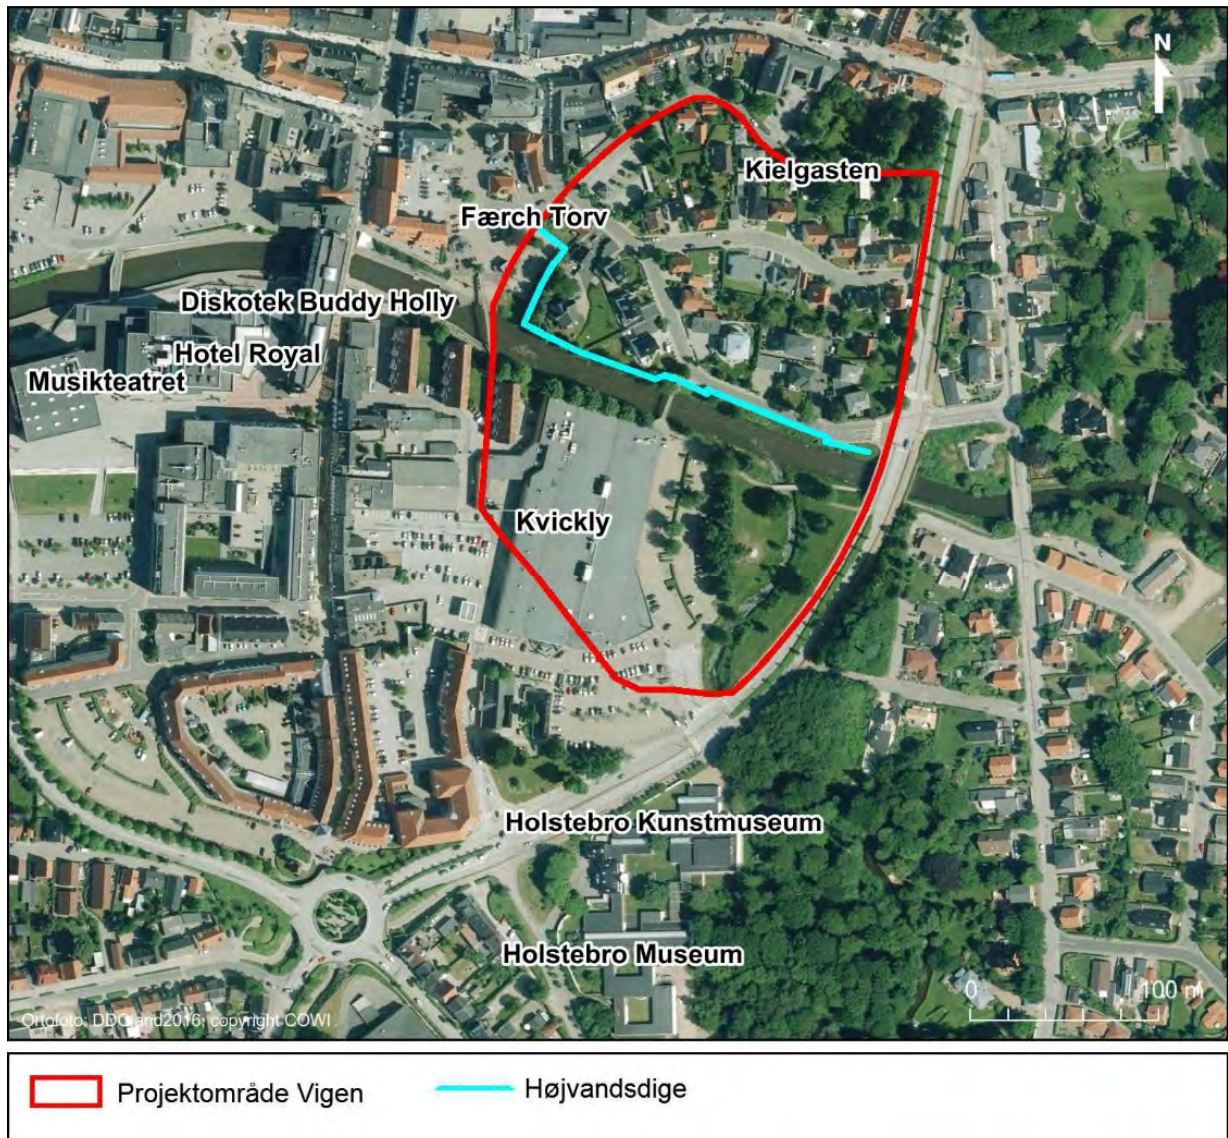 N
Kielgasten
Færch Torv
Diskotek Buddy Holly
Hotel Royal
Musikteatret
Kvickly
Holstebro Kunstmuseum
Holstebro Museum
0 100 m
Ortofoto: DDOland2016, copyright COWI.
Projektområde Vigen
Højvandsdige